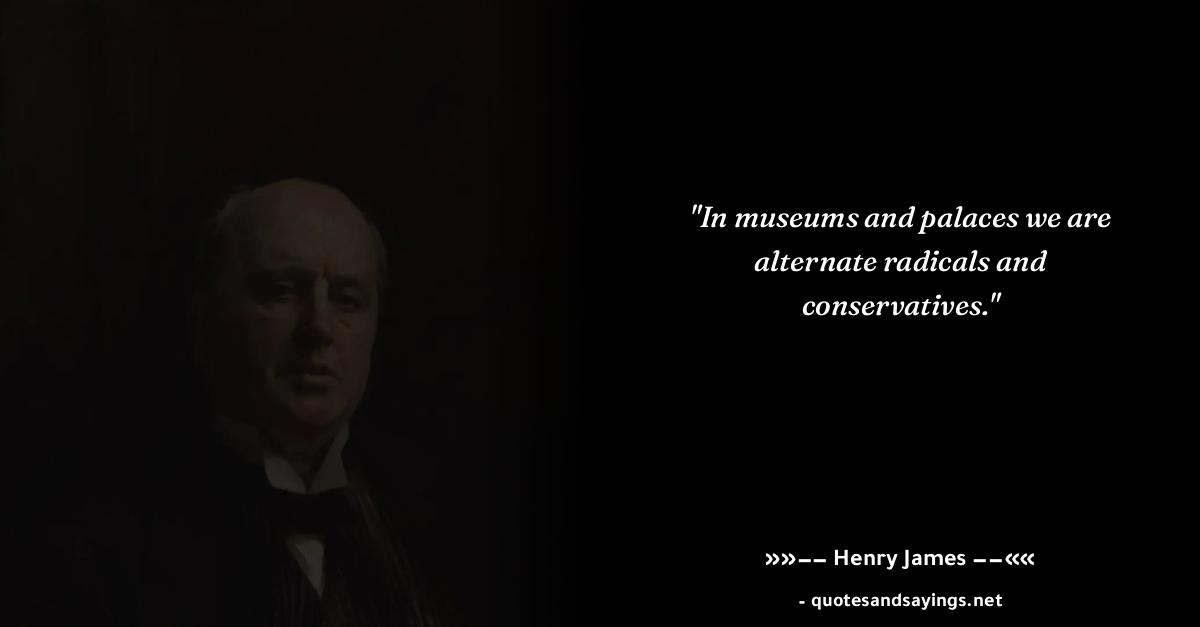 "In museums and palaces we are
alternate radicals and
conservatives."
»»−− Henry James −−««
- quotesandsayings.net